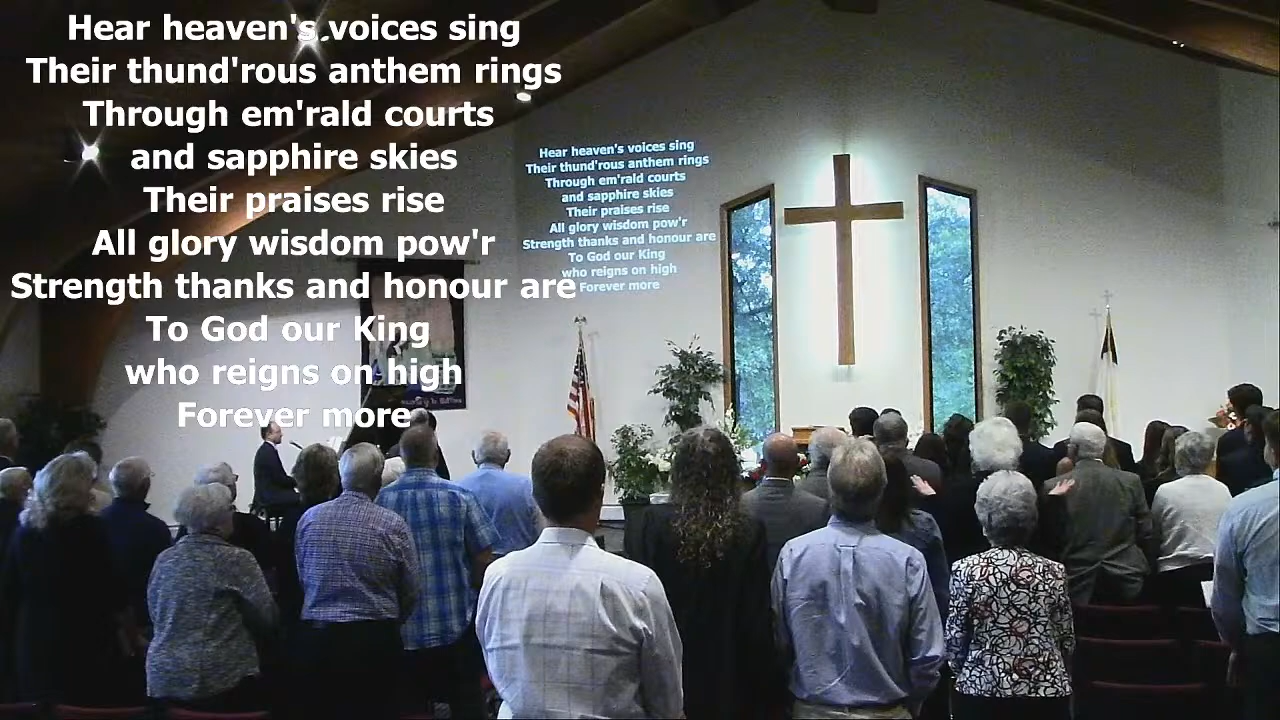 Hear heaven's voices sing
Their thund'rous anthem rings
Through em'rald courts
and sapphire skies
Their praises rise
All glory wisdom pow'r
Strength thanks and honour are
To God our King
who reigns on high
Forever more
Hear heaven's voices sing
Their thund'rous anthem rings
Through em'rald courts
and sapphire skies
Their praises rise
All glory wisdom pow'r
Strength thanks and honour are
To God our King
who reigns on high
Forever more